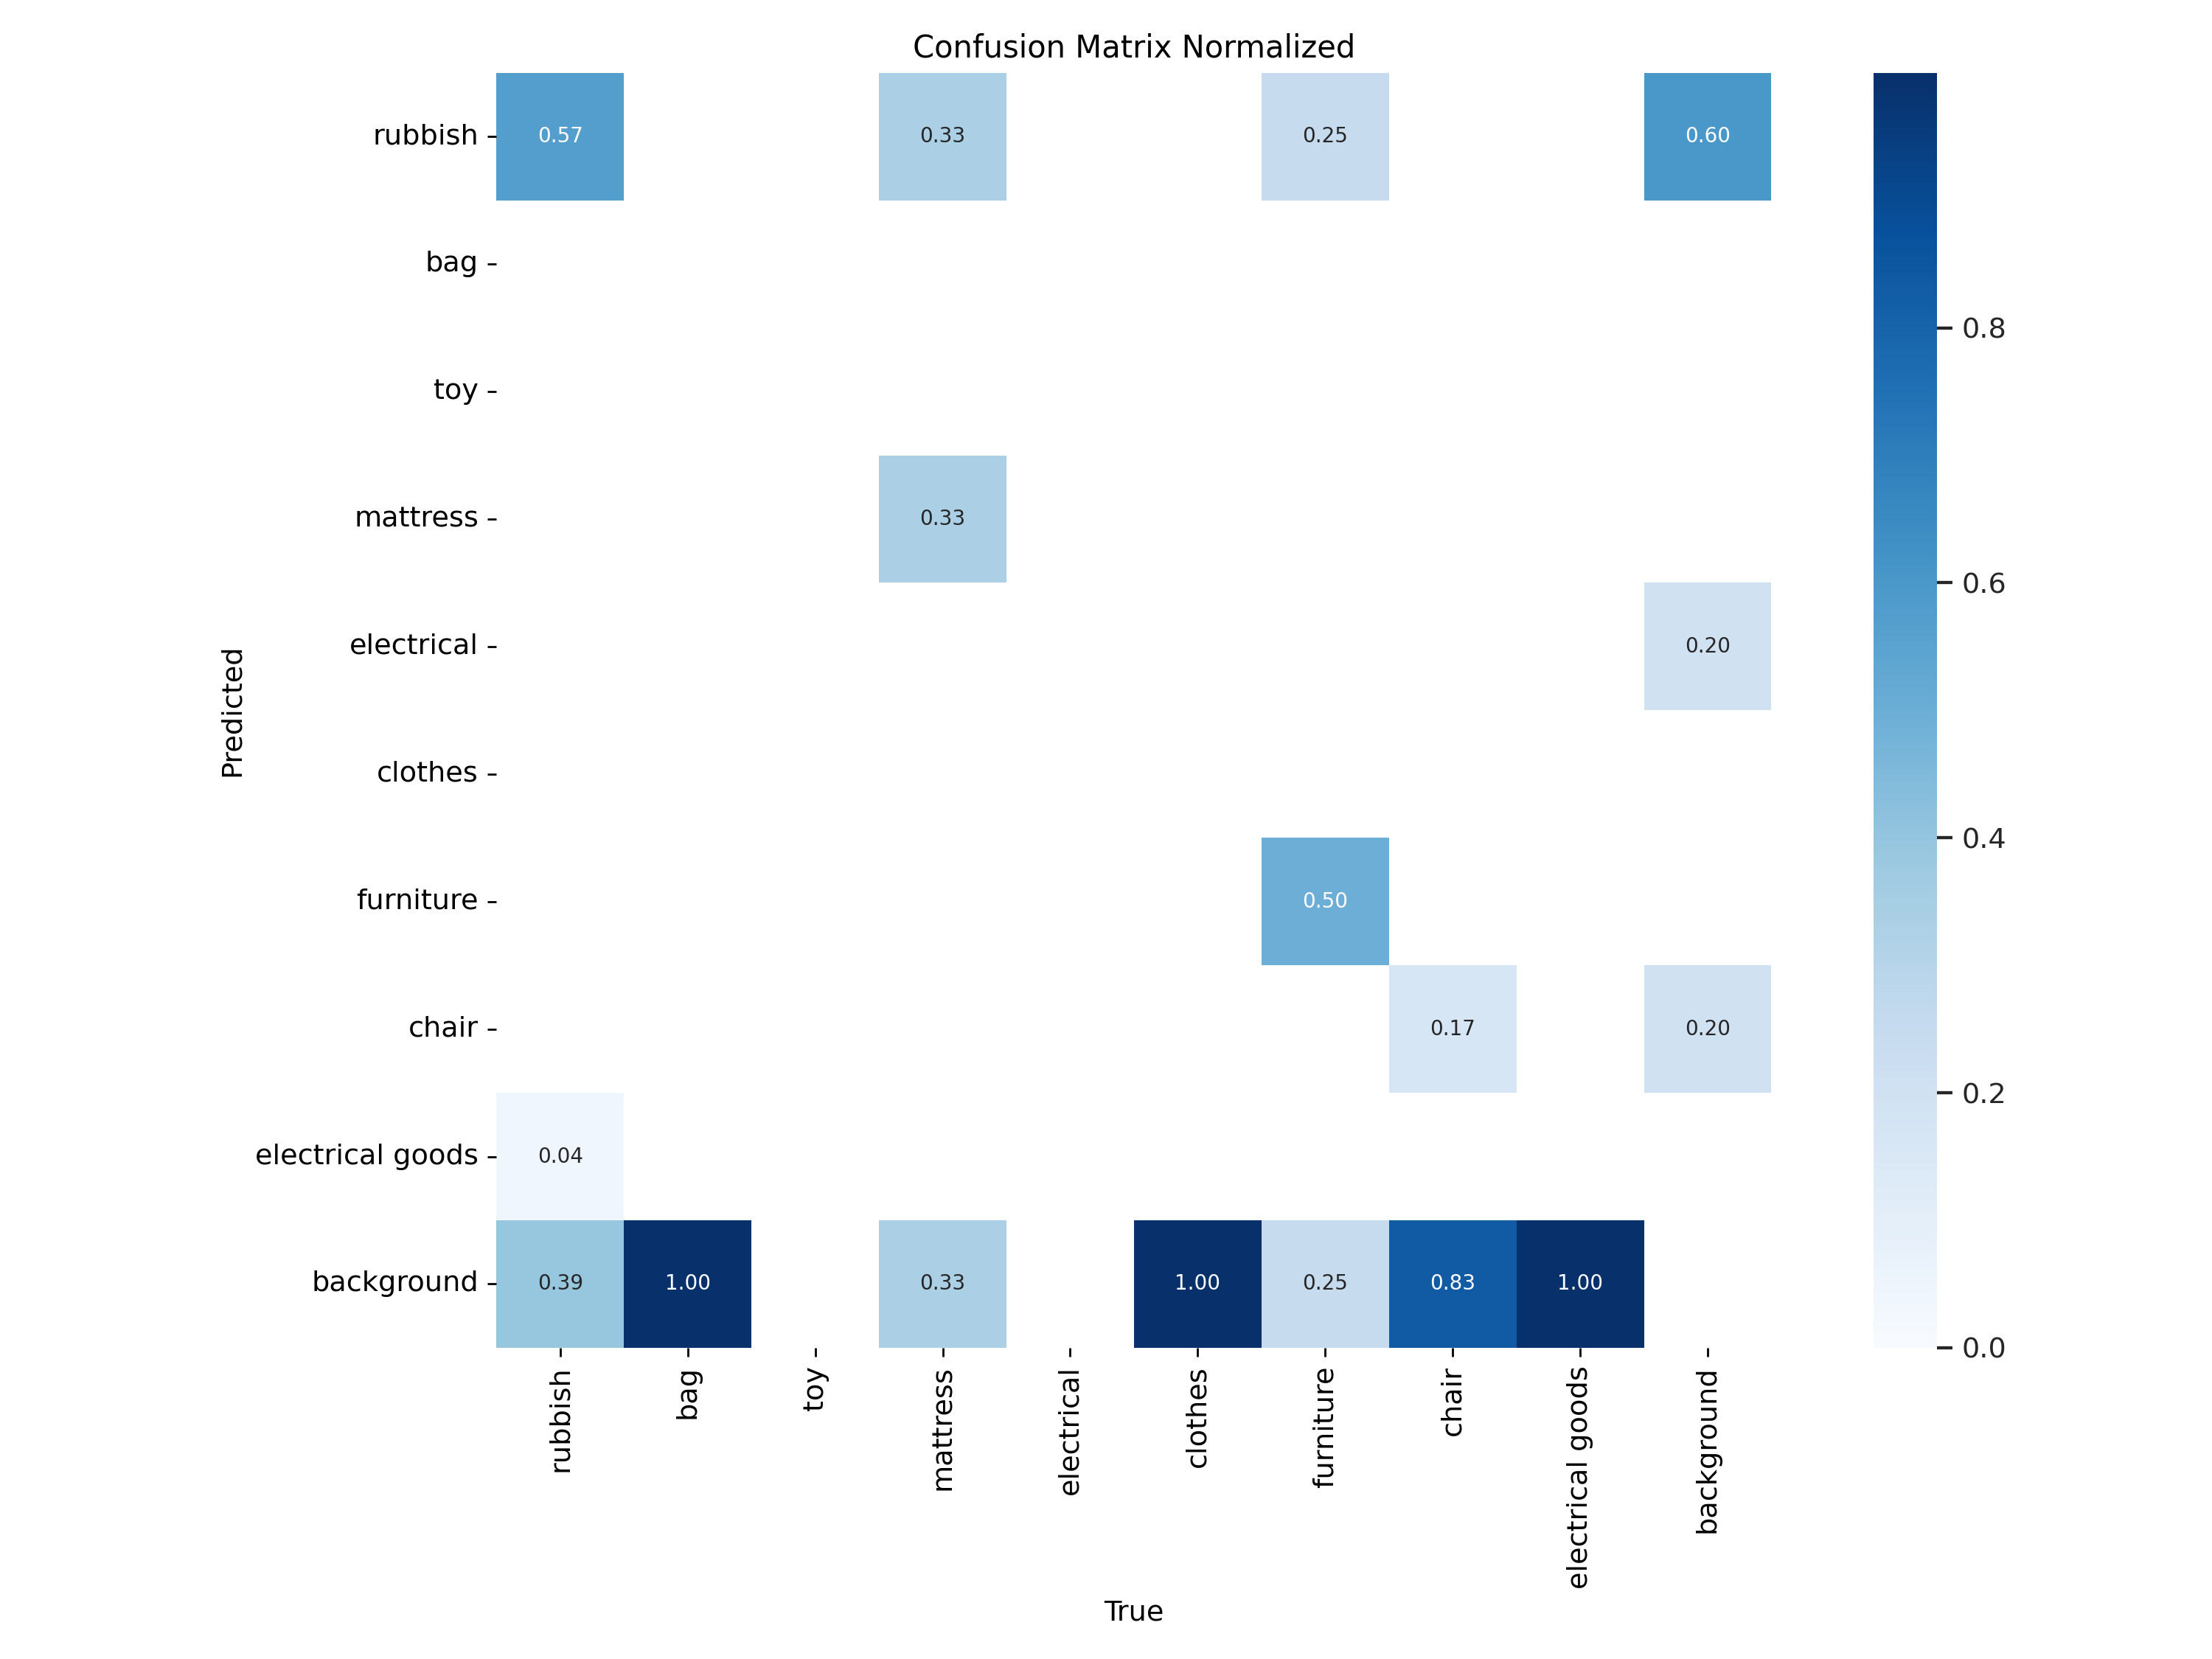 Confusion Matrix Normalized
rubbish 0.57 0.33 0.25 0.60
bag
toy
mattress 0.33
electrical 0.20
clothes
furniture 0.50
chair 0.17 0.20
electrical goods 0.04
background 0.39 1.00 0.33 1.00 0.25 0.83 1.00
rubbish bag toy mattress electrical clothes furniture chair electrical goods background
True
Predicted
0.8
0.6
0.4
0.2
0.0